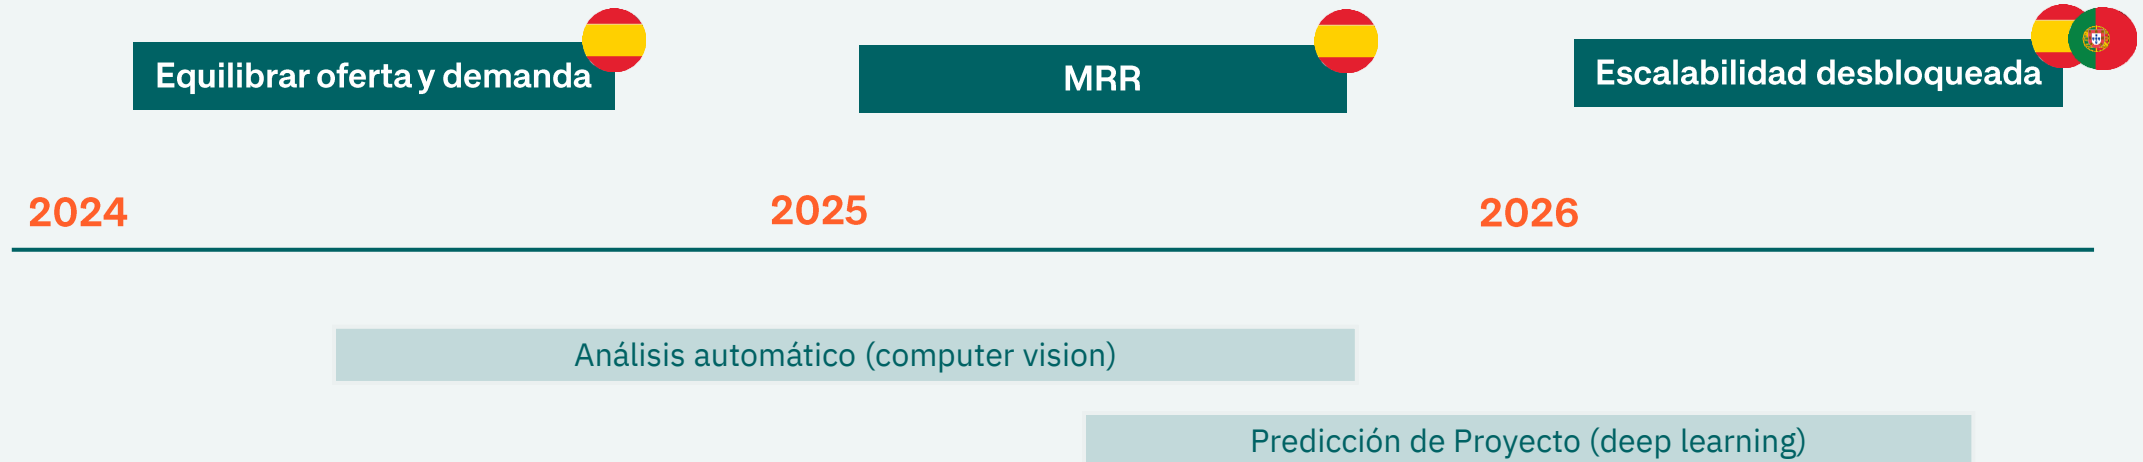 Equilibrar oferta y demanda
MRR
Escalabilidad desbloqueada
2024
2025
2026
Análisis automático (computer vision)
Predicción de Proyecto (deep learning)